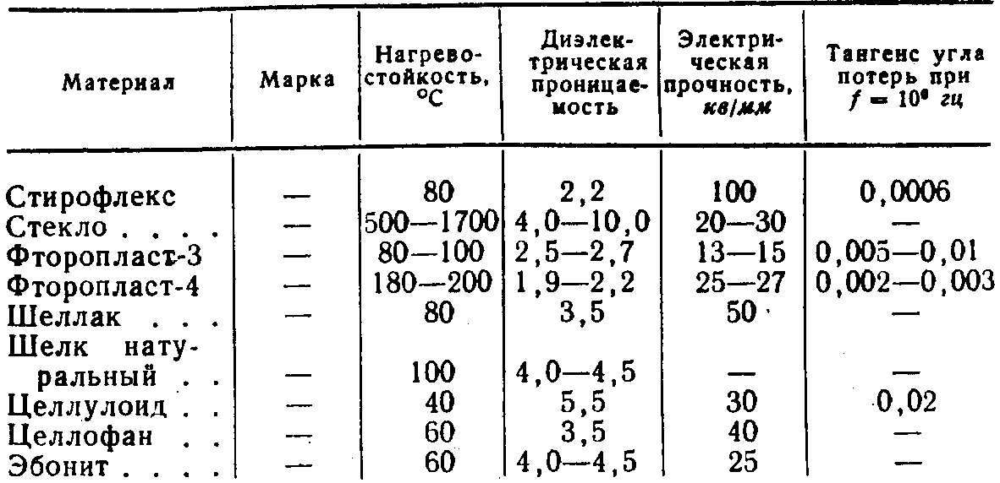 Материал | Марка | Нагрево-стойкость, °С | Диэлек-трическая проницае-мость | Электри-ческая прочность, кв/мм | Тангенс угла потерь при f = 10⁶ гц
Стирофлекс — 80 2,2 100 0,0006
Стекло . . . . — 500—1700 4,0—10,0 20—30 —
Фторопласт-3 — 80—100 2,5—2,7 13—15 0,005—0,01
Фторопласт-4 — 180—200 1,9—2,2 25—27 0,002—0,003
Шеллак . . . — 80 3,5 50 —
Шелк нату-
ральный . . — 100 4,0—4,5 — —
Целлулоид . . — 40 5,5 30 0,02
Целлофан . . — 60 3,5 40 —
Эбонит . . . . — 60 4,0—4,5 25 —